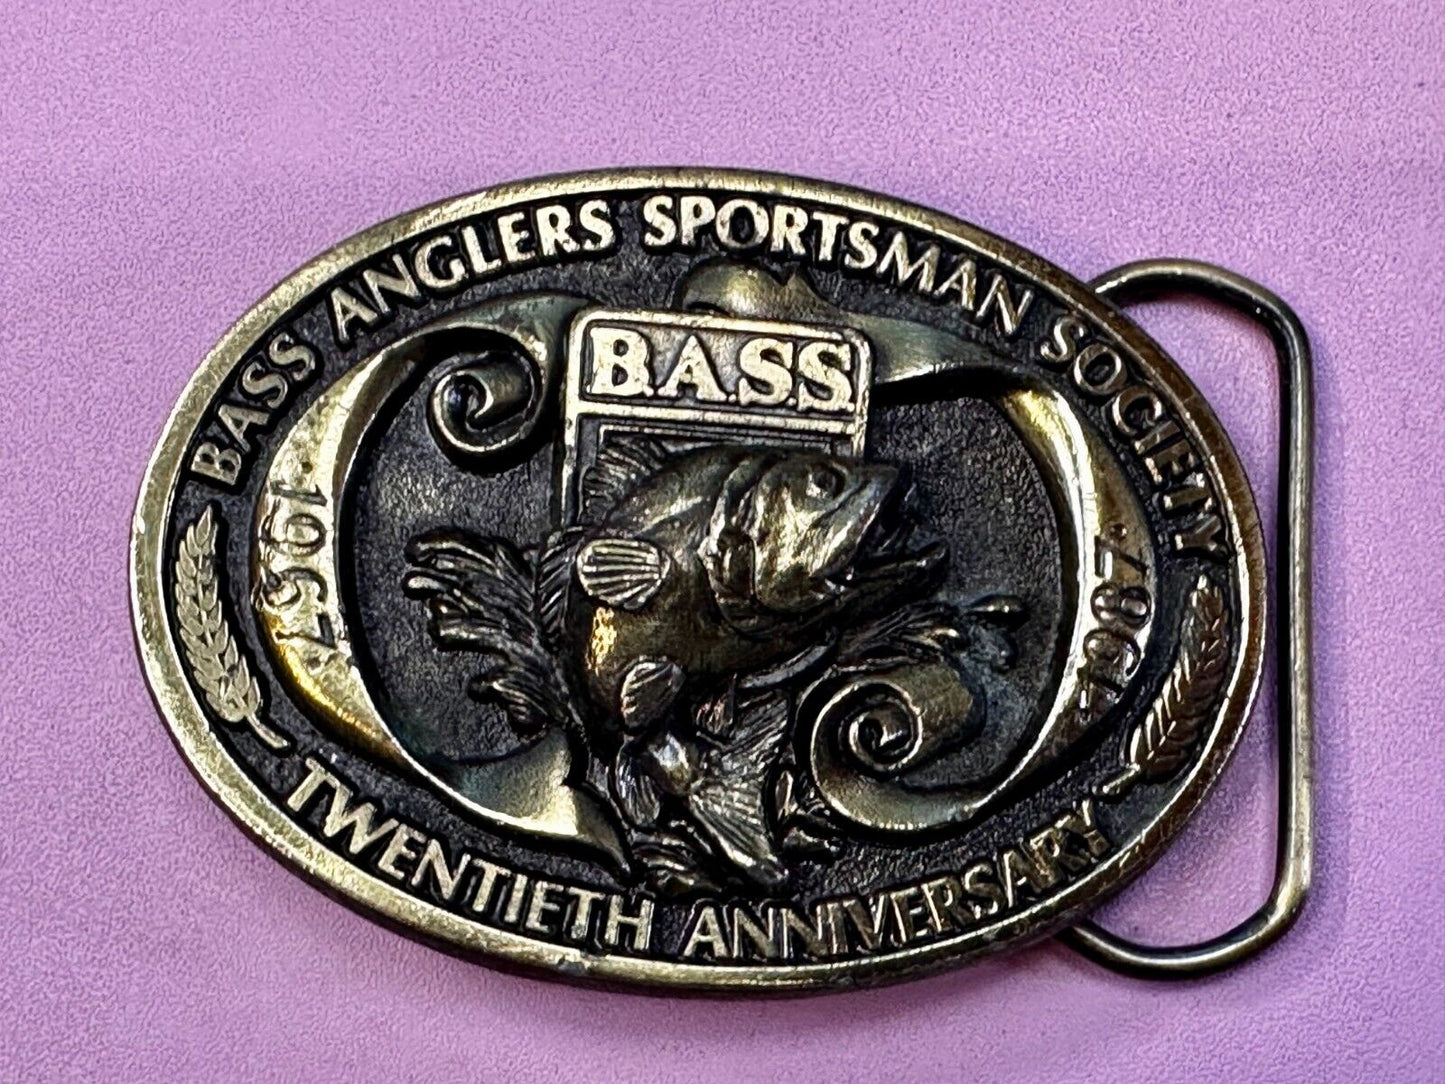 BASS ANGLERS SPORTSMAN SOCIETY
B.A.S.S.
1967
1987
TWENTIETH ANNIVERSARY